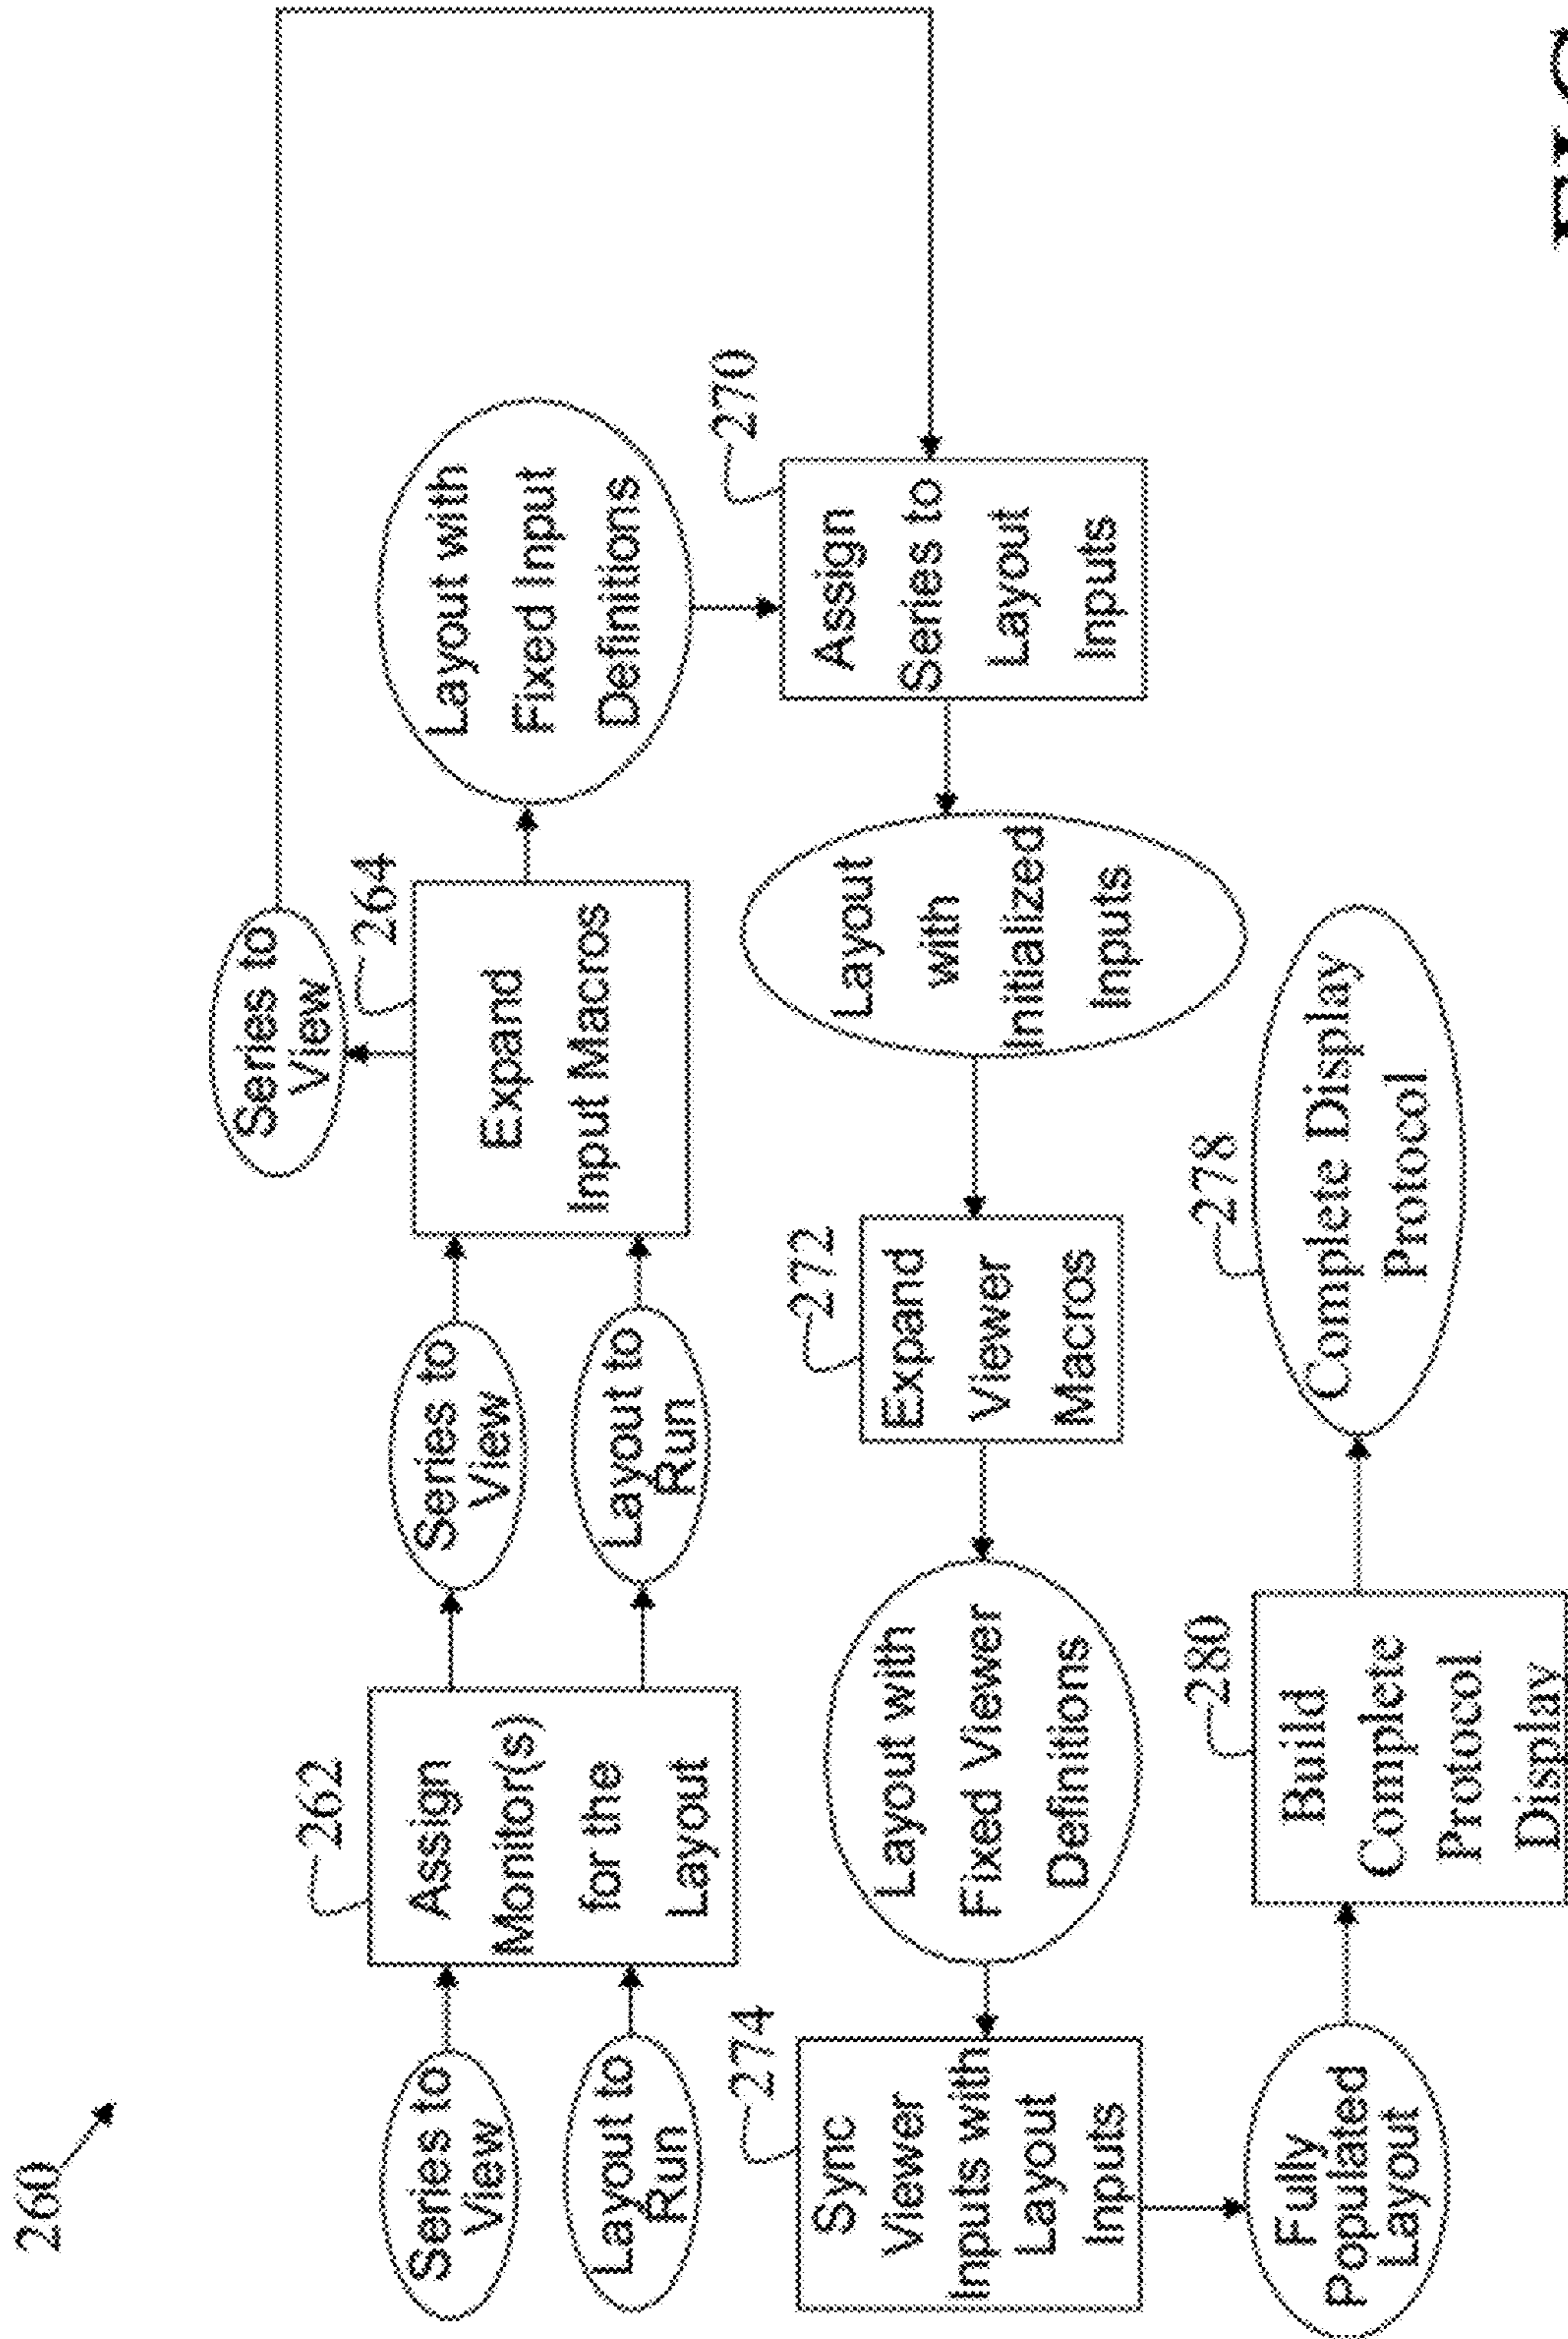 260
Series to
View
Layout to
Run
262
Assign
Monitor(s)
for the
Layout
Series to
View
Layout to
Run
264
Expand
Input Macros
Series to
View
Layout with
Fixed Input
Definitions
270
Assign
Series to
Layout
Inputs
Layout
with
Initialized
Inputs
272
Expand
Viewer
Macros
Layout with
Fixed Viewer
Definitions
274
Sync
Viewer
Inputs with
Layout
Inputs
Fully
Populated
Layout
280
Build
Complete
Protocol
Display
278
Complete Display
Protocol